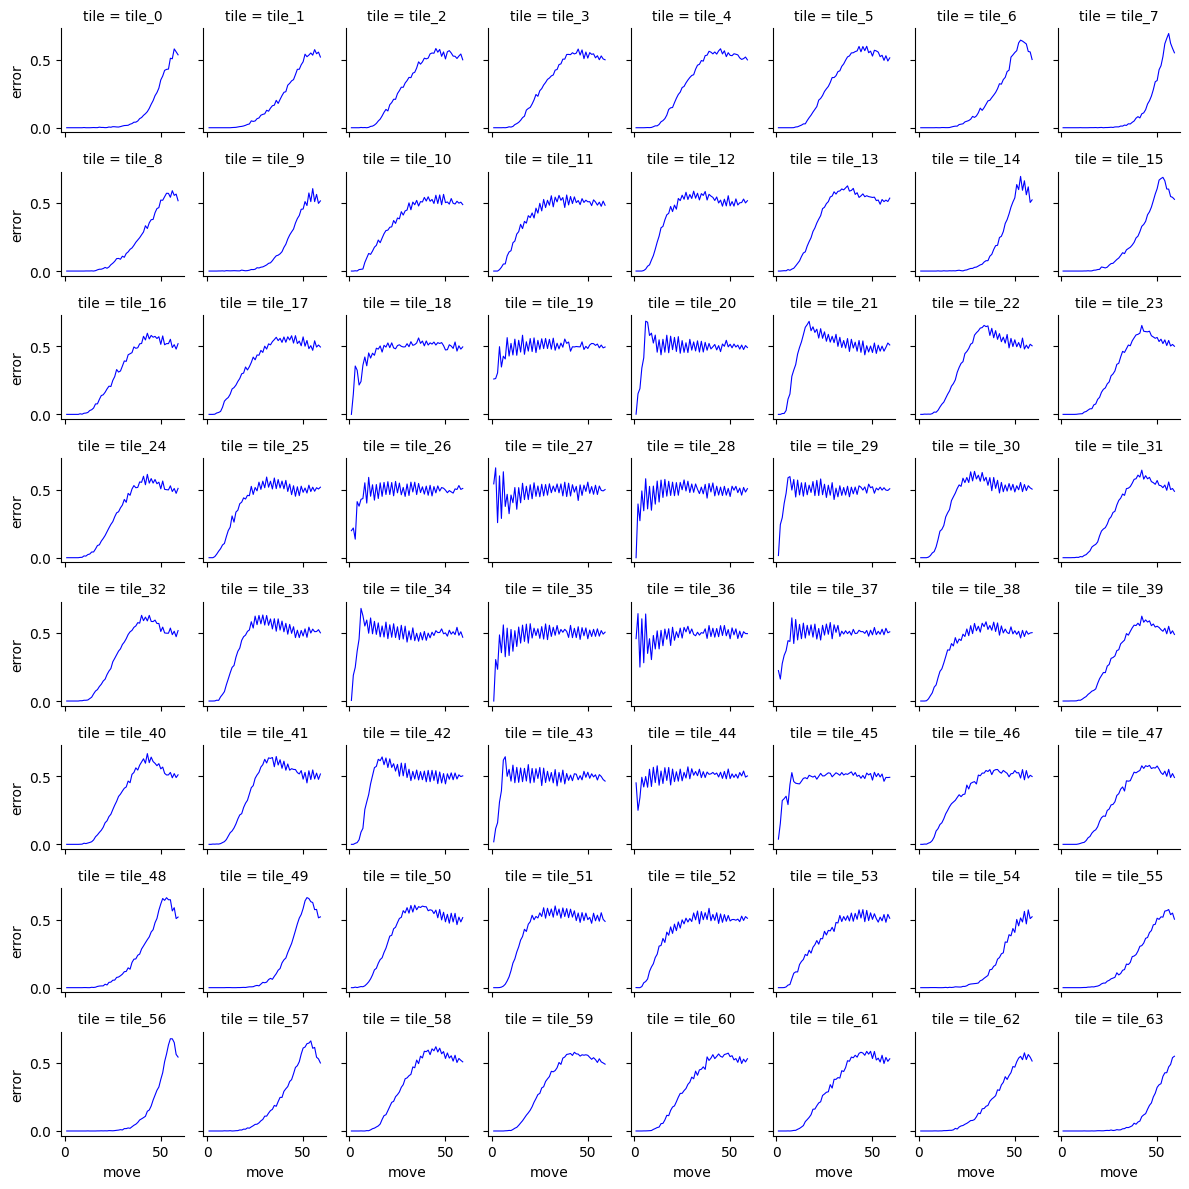 tile = tile_0 tile = tile_1 tile = tile_2 tile = tile_3 tile = tile_4 tile = tile_5 tile = tile_6 tile = tile_7
error
0.5
0.0
tile = tile_8 tile = tile_9 tile = tile_10 tile = tile_11 tile = tile_12 tile = tile_13 tile = tile_14 tile = tile_15
error
0.5
0.0
tile = tile_16 tile = tile_17 tile = tile_18 tile = tile_19 tile = tile_20 tile = tile_21 tile = tile_22 tile = tile_23
error
0.5
0.0
tile = tile_24 tile = tile_25 tile = tile_26 tile = tile_27 tile = tile_28 tile = tile_29 tile = tile_30 tile = tile_31
error
0.5
0.0
tile = tile_32 tile = tile_33 tile = tile_34 tile = tile_35 tile = tile_36 tile = tile_37 tile = tile_38 tile = tile_39
error
0.5
0.0
tile = tile_40 tile = tile_41 tile = tile_42 tile = tile_43 tile = tile_44 tile = tile_45 tile = tile_46 tile = tile_47
error
0.5
0.0
tile = tile_48 tile = tile_49 tile = tile_50 tile = tile_51 tile = tile_52 tile = tile_53 tile = tile_54 tile = tile_55
error
0.5
0.0
tile = tile_56 tile = tile_57 tile = tile_58 tile = tile_59 tile = tile_60 tile = tile_61 tile = tile_62 tile = tile_63
error
0.5
0.0
0 50 0 50 0 50 0 50 0 50 0 50 0 50 0 50
move move move move move move move move